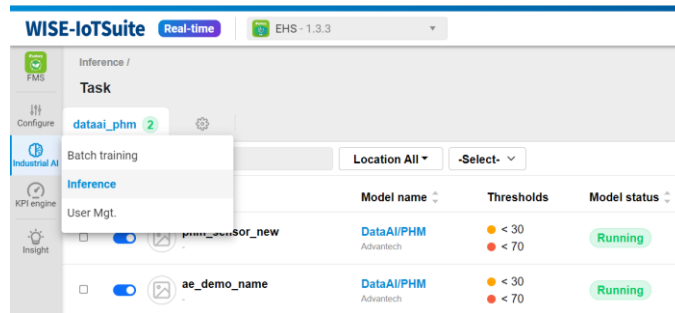 WISE-IoTSuite Real-time EHS - 1.3.3
FMS
Configure
Industrial AI
KPI engine
Insight
Inference /
Task
dataai_phm 2
Batch training
Inference
User Mgt.
Location All -Select-
Model name Thresholds Model status
phm_sensor_new DataAI/PHM < 30 Running
- Advantech < 70
ae_demo_name DataAI/PHM < 30 Running
- Advantech < 70